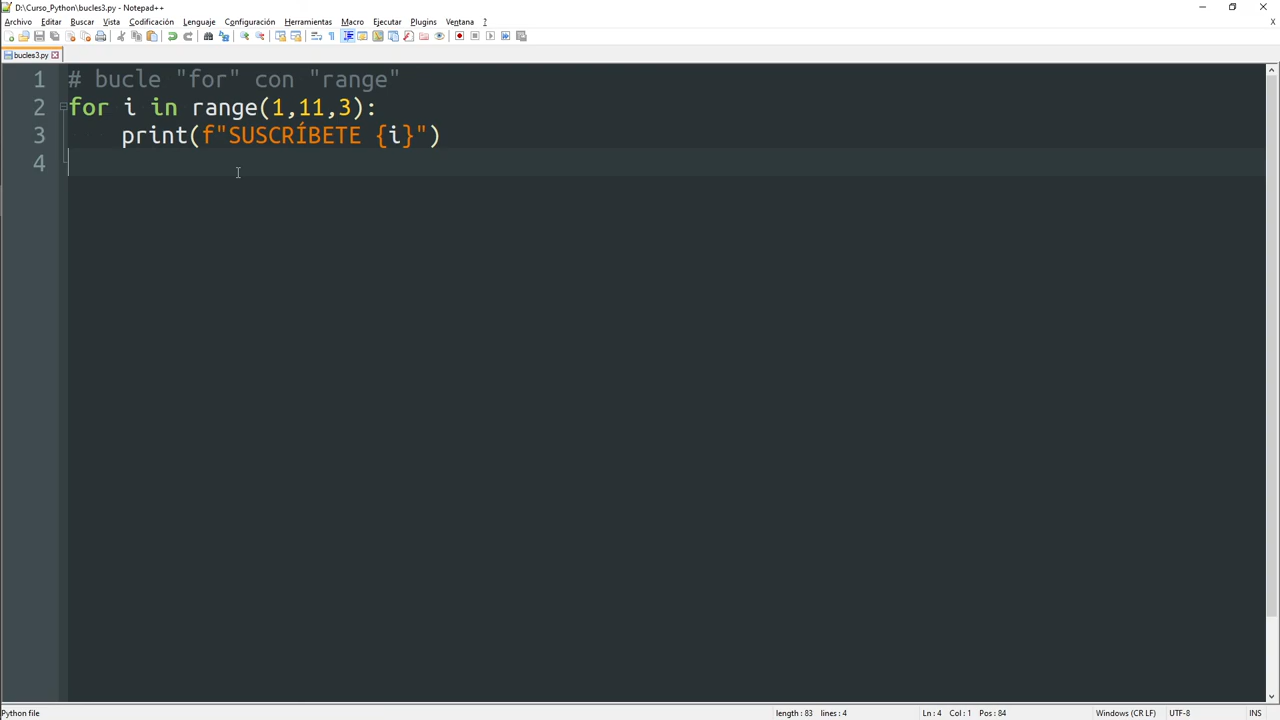 D:\Curso_Python\bucles3.py - Notepad++
Archivo Editar Buscar Vista Codificación Lenguaje Configuración Herramientas Macro Ejecutar Plugins Ventana ?
bucles3.py
1 # bucle "for" con "range"
2 for i in range(1,11,3):
3     print(f"SUSCRÍBETE {i}")
4
Python file length : 83 lines : 4 Ln : 4 Col : 1 Pos : 84 Windows (CR LF) UTF-8 INS